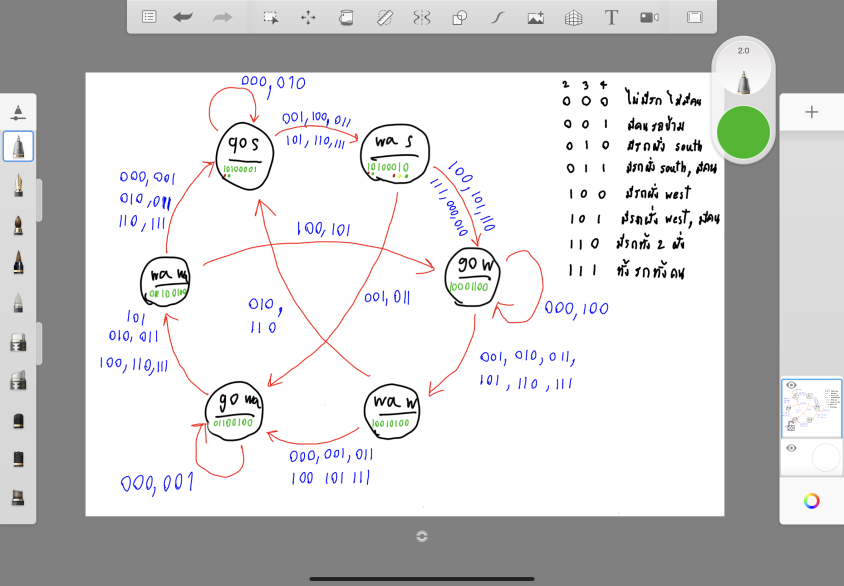 2.0
T
000, 010
001, 100, 011
101, 110, 111
go s
10100001
wa s
10100010
2 3 4
0 0 0 ไม่มีรถ ไม่มีคน
0 0 1 มีคนรอข้าม
0 1 0 มีรถฝั่ง south
0 1 1 มีรถฝั่ง south, มีคน
1 0 0 มีรถฝั่ง west
1 0 1 มีรถฝั่ง west, มีคน
1 1 0 มีรถทั้ง 2 ฝั่ง
1 1 1 ทั้งรถทั้งคน
000, 001
010, 011
110, 111
100, 101, 110
111, 000, 010
100, 101
go w
10001100
wa wa
000, 100
010,
110
001, 011
101
010, 011
100, 110, 111
001, 010, 011,
101, 110, 111
go wa
01100100
wa w
10010100
000, 001
000, 001, 011
100 101 111